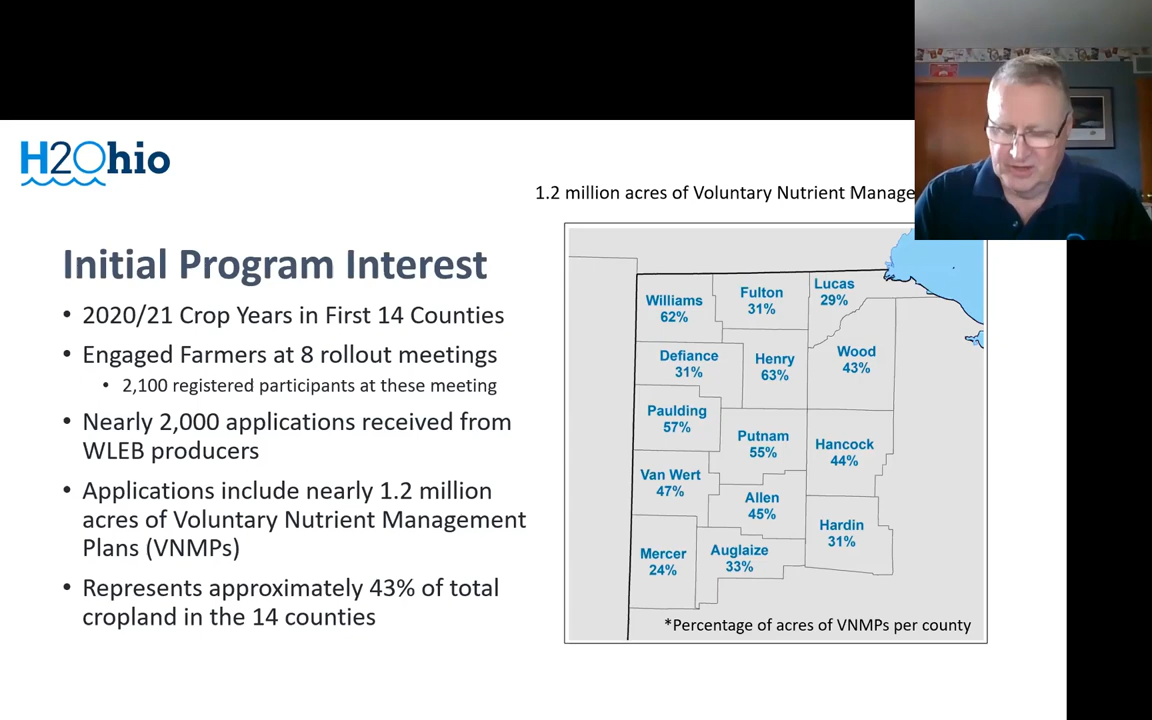 H2Ohio
1.2 million acres of Voluntary Nutrient Manage
Initial Program Interest
• 2020/21 Crop Years in First 14 Counties
• Engaged Farmers at 8 rollout meetings
• 2,100 registered participants at these meeting
• Nearly 2,000 applications received from
WLEB producers
• Applications include nearly 1.2 million
acres of Voluntary Nutrient Management
Plans (VNMPs)
• Represents approximately 43% of total
cropland in the 14 counties
Williams
62%
Fulton
31%
Lucas
29%
Defiance
31%
Henry
63%
Wood
43%
Paulding
57%
Putnam
55%
Hancock
44%
Van Wert
47%
Allen
45%
Hardin
31%
Mercer
24%
Auglaize
33%
*Percentage of acres of VNMPs per county